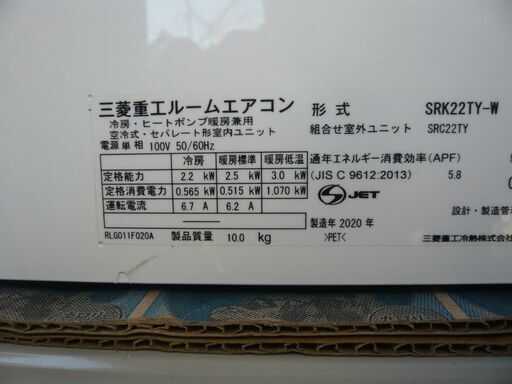 三菱重工ルームエアコン 形式 SRK22TY-W
冷房・ヒートポンプ暖房兼用
空冷式・セパレート形室内ユニット 組合せ室外ユニット SRC22TY
電源 単相 100V 50/60Hz
冷房 暖房標準 暖房低温 通年エネルギー消費効率(APF)
定格能力 2.2 kW 2.5 kW 3.0 kW (JIS C 9612:2013) 5.8
定格消費電力 0.565 kW 0.515 kW 1.070 kW
運転電流 6.7 A 6.2 A
S JET
設計・製造管
製造年 2020 年
RLG011F020A 製品質量 10.0 kg >PET< 三菱重工冷熱株式会